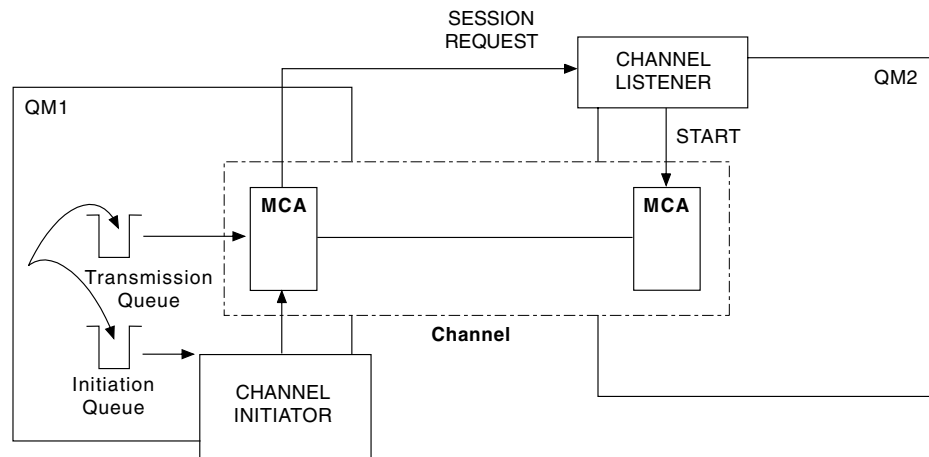 SESSION
REQUEST
CHANNEL
LISTENER
QM2
QM1
START
MCA
MCA
Transmission
Queue
Channel
Initiation
Queue
CHANNEL
INITIATOR